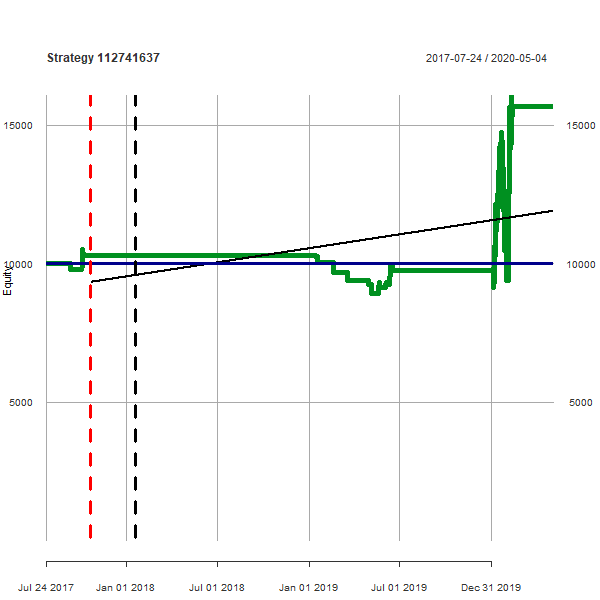 Strategy 112741637
2017-07-24 / 2020-05-04
15000
15000
10000
10000
Equity
5000
5000
Jul 24 2017
Jan 01 2018
Jul 01 2018
Jan 01 2019
Jul 01 2019
Dec 31 2019